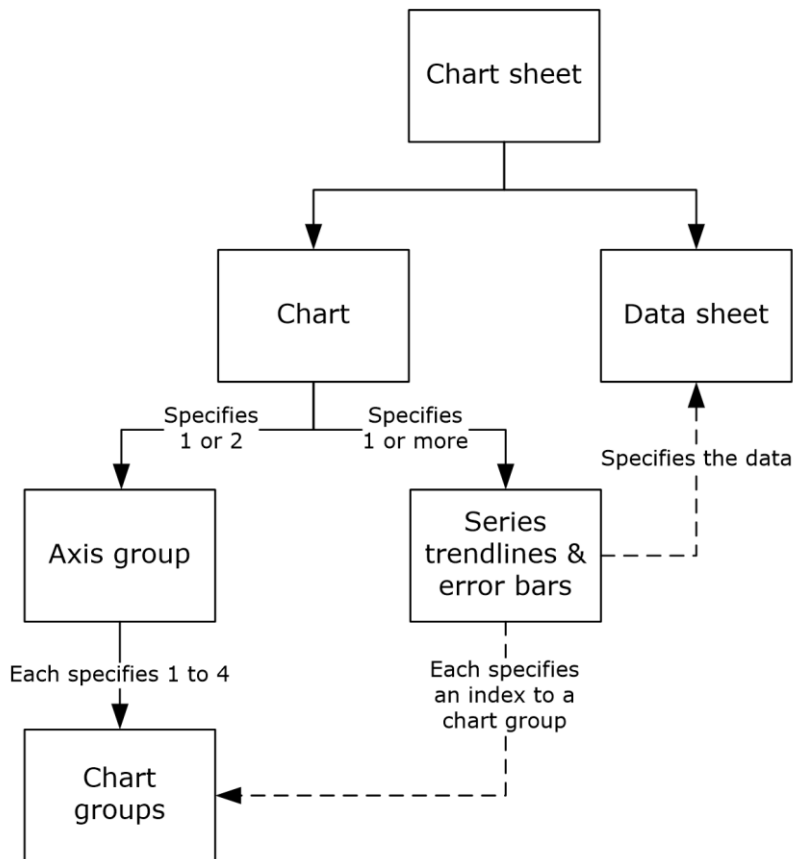 Chart sheet
Chart
Data sheet
Specifies
1 or 2
Specifies
1 or more
Specifies the data
Axis group
Series
trendlines &
error bars
Each specifies 1 to 4
Each specifies
an index to a
chart group
Chart
groups